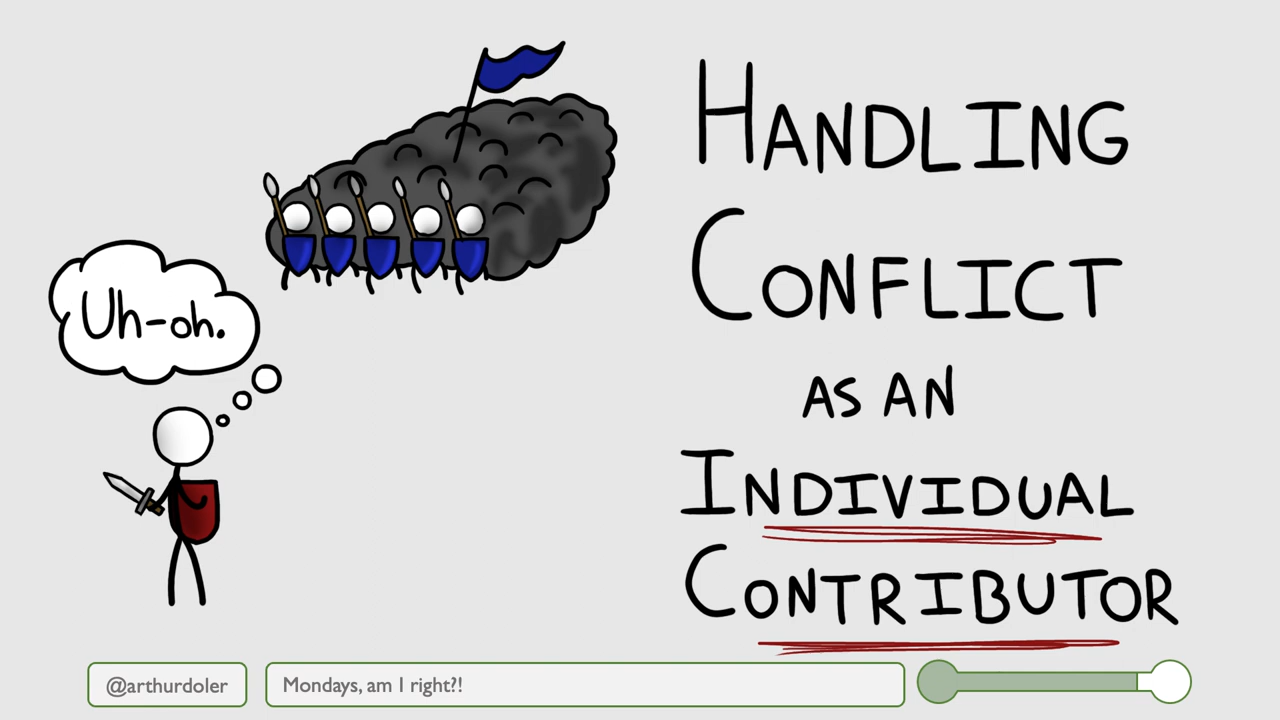 Uh-oh.
HANDLING
CONFLICT
AS AN
INDIVIDUAL
CONTRIBUTOR
@arthurdoler
Mondays, am I right?!